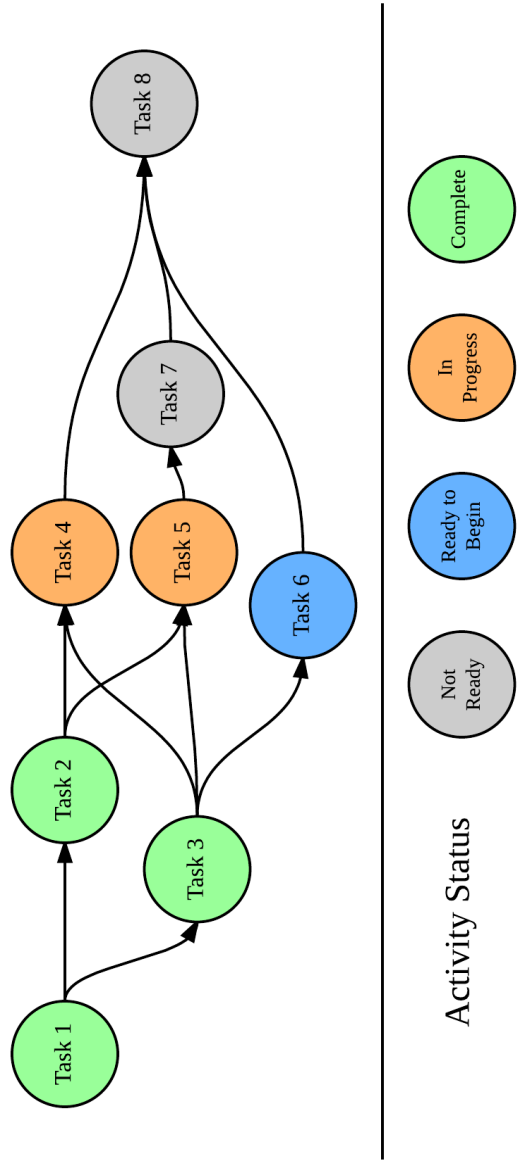 Task 1
Task 2
Task 3
Task 4
Task 5
Task 6
Task 7
Task 8
Activity Status
Not
Ready
Ready to
Begin
In
Progress
Complete